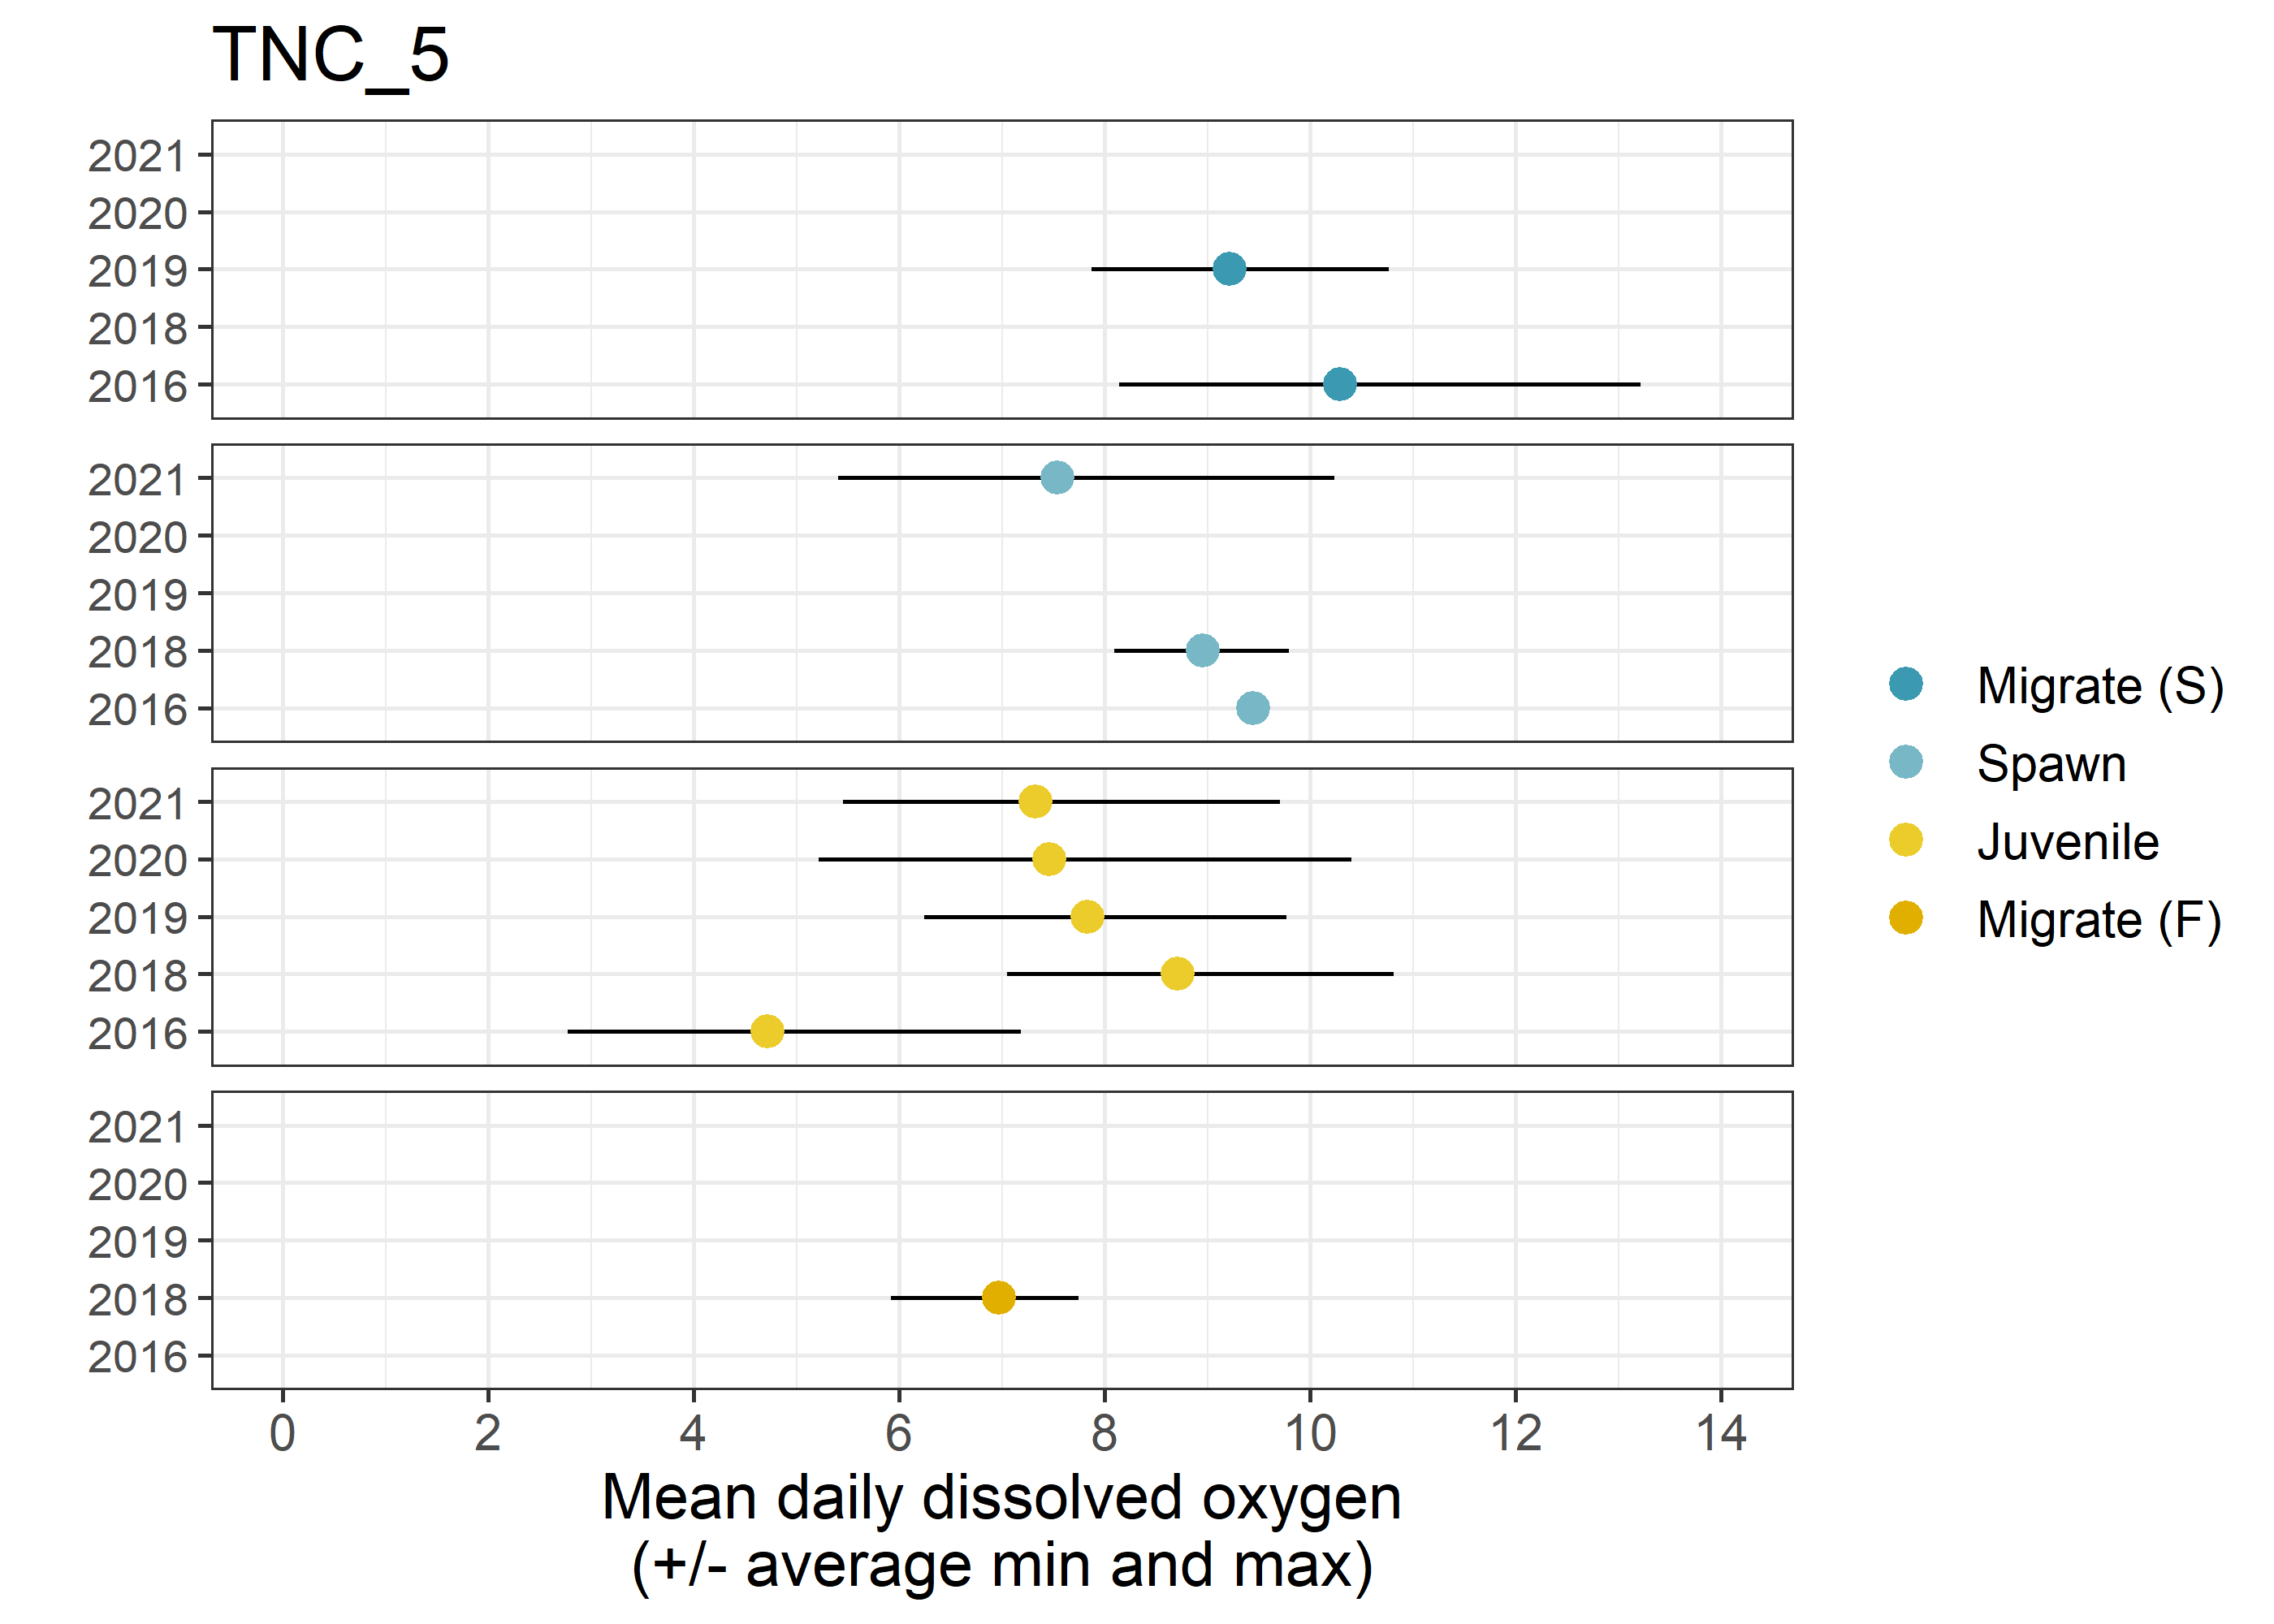 TNC_5
2021
2020
2019
2018
2016
2021
2020
2019
2018
2016
2021
2020
2019
2018
2016
2021
2020
2019
2018
2016
0 2 4 6 8 10 12 14
Mean daily dissolved oxygen
(+/- average min and max)
Migrate (S)
Spawn
Juvenile
Migrate (F)